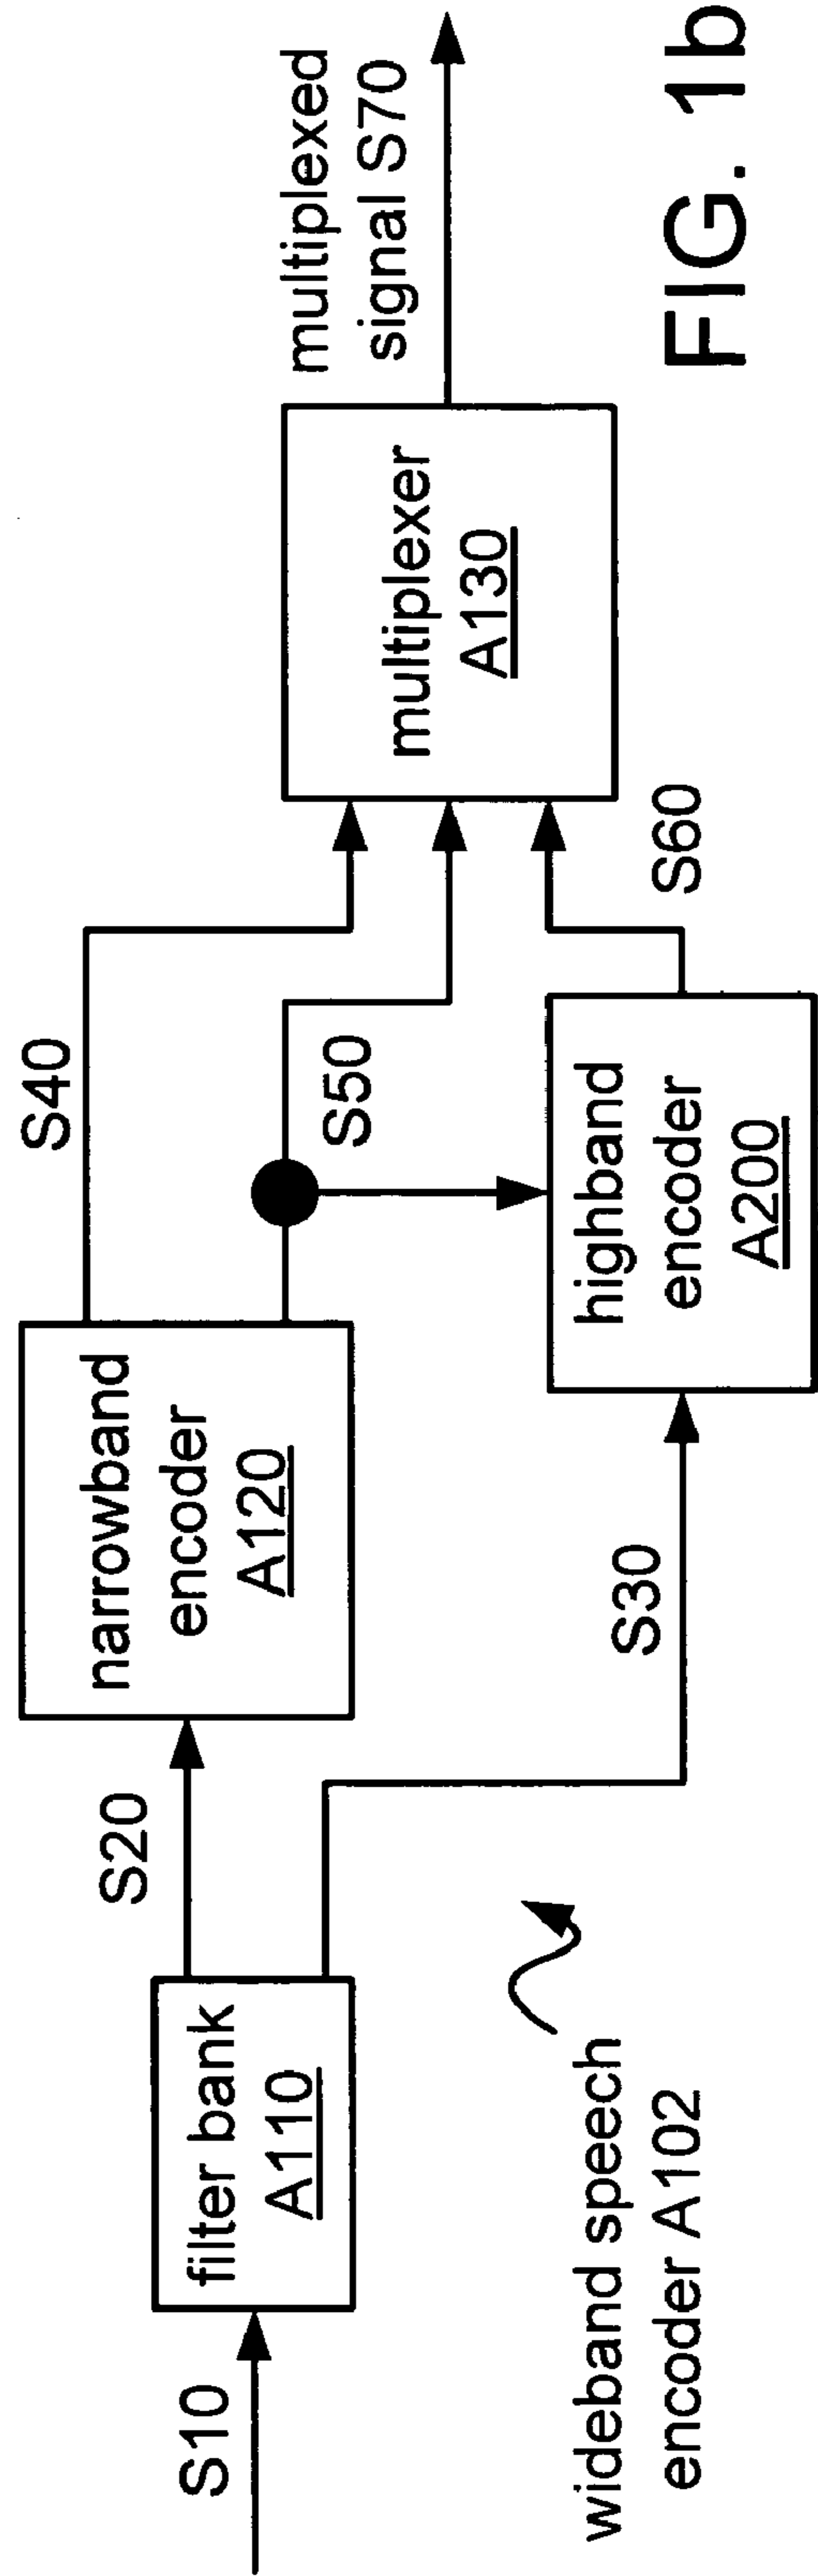 S10
filter bank
A110
S20
S30
narrowband
encoder
A120
S40
S50
highband
encoder
A200
S60
multiplexer
A130
multiplexed
signal S70
wideband speech
encoder A102
FIG. 1b